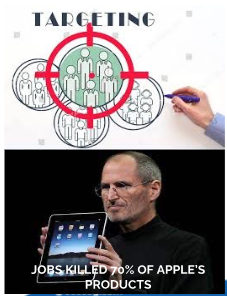 TARGETING
JOBS KILLED 70% OF APPLE'S
PRODUCTS